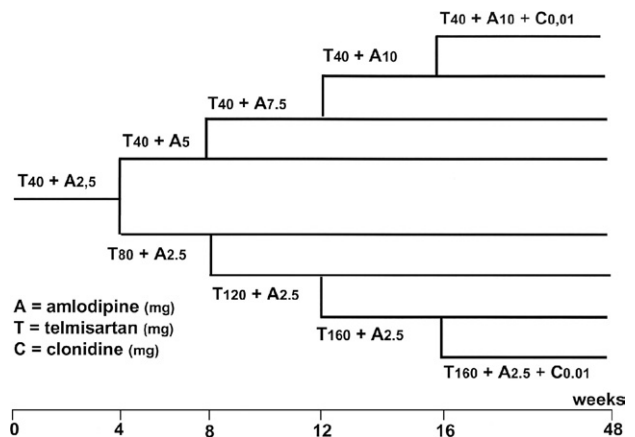 T40 + A10 + C0,01
T40 + A10
T40 + A7.5
T40 + A5
T40 + A2,5
T80 + A2.5
T120 + A2.5
T160 + A2.5
T160 + A2.5 + C0.01
A = amlodipine (mg)
T = telmisartan (mg)
C = clonidine (mg)
weeks
0 4 8 12 16 48